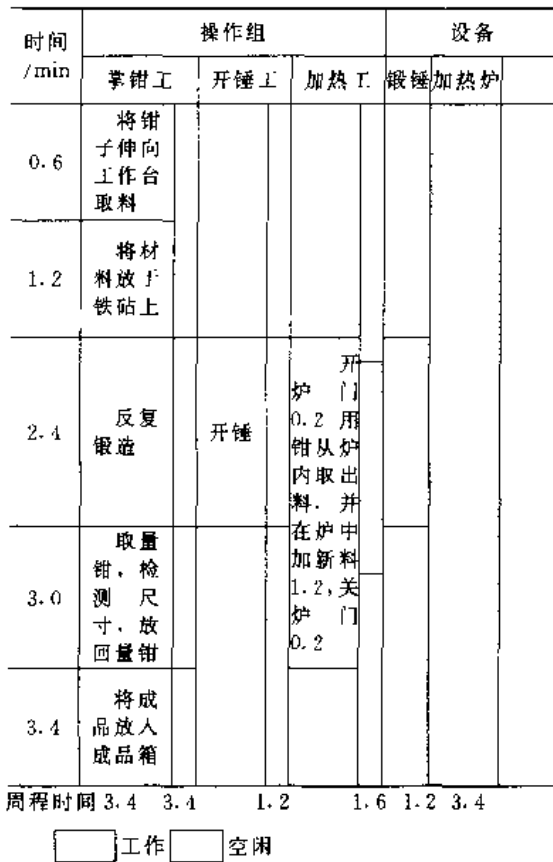 时间
/min
操作组
设备
掌钳工
开锤工
加热工
锻锤
加热炉
0.6
将钳
子伸向
工作台
取料
1.2
将材
料放于
铁砧上
2.4
反复
锻造
开锤
开
炉门
0.2 用
钳从炉
内取出
料．并
在炉中
加新料
1.2,关
炉门
0.2
3.0
取量
钳、检
测尺
寸、放
回量钳
3.4
将成
品放入
成品箱
周程时间 3.4 3.4 1.2 1.6 1.2 3.4
工作 空闲